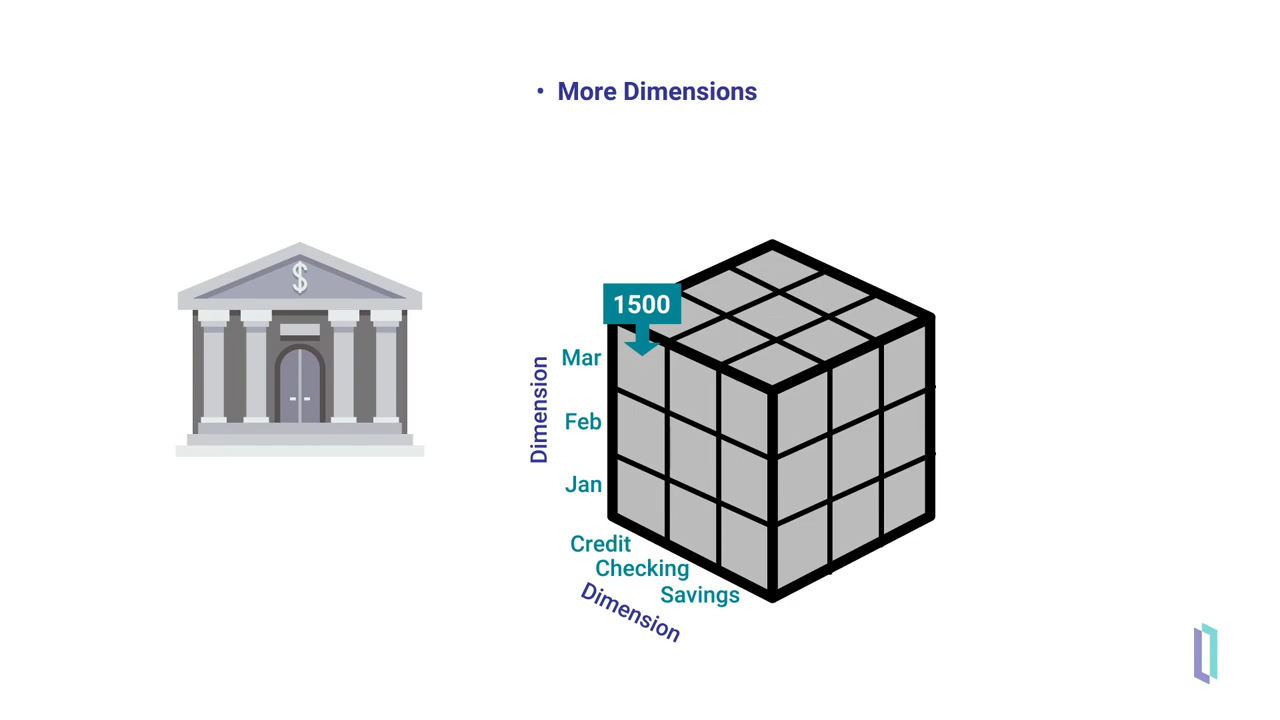 • More Dimensions
$
1500
Mar
Feb
Jan
Dimension
Credit
Checking
Savings
Dimension